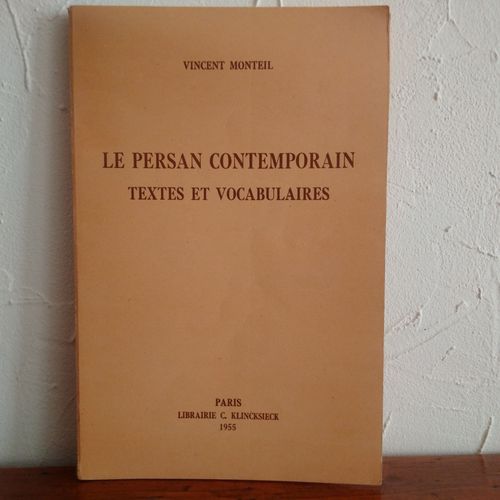 VINCENT MONTEIL
LE PERSAN CONTEMPORAIN
TEXTES ET VOCABULAIRES
PARIS
LIBRAIRIE C. KLINCKSIECK
1955